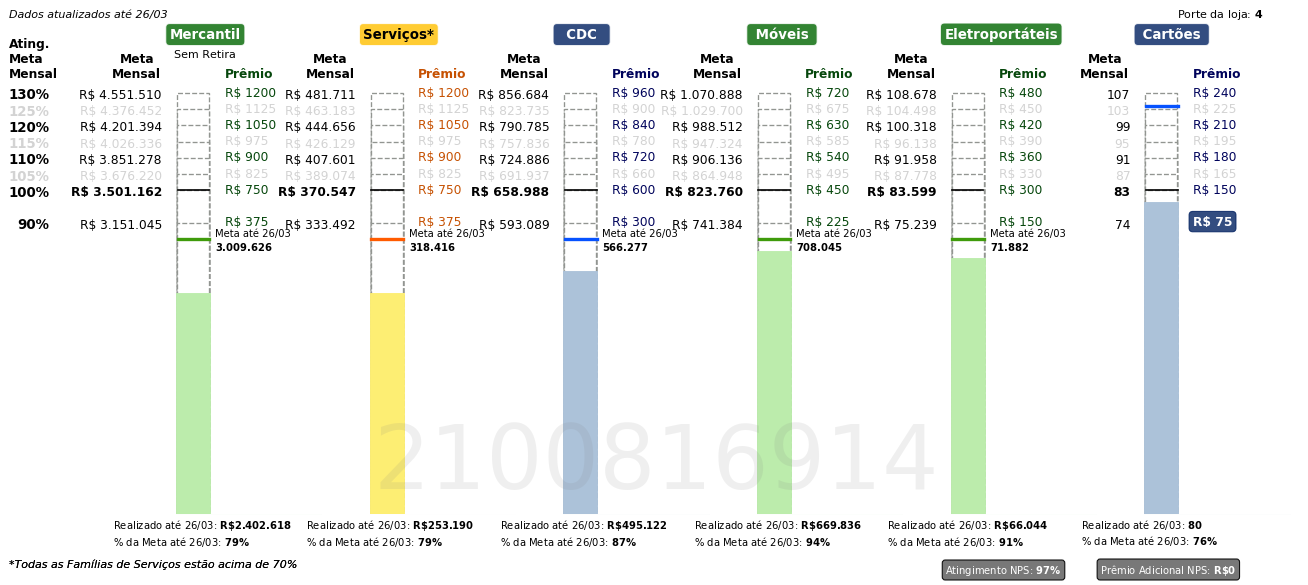 Dados atualizados até 26/03
Porte da loja: 4
Mercantil Serviços* CDC Móveis Eletroportáteis Cartões
Sem Retira
Ating. Meta Mensal
Meta Mensal Prêmio Meta Mensal Prêmio Meta Mensal Prêmio Meta Mensal Prêmio Meta Mensal Prêmio Meta Mensal Prêmio
130% R$ 4.551.510 R$ 1200 R$ 481.711 R$ 1200 R$ 856.684 R$ 960 R$ 1.070.888 R$ 720 R$ 108.678 R$ 480 107 R$ 240
125% R$ 4.376.452 R$ 1125 R$ 463.183 R$ 1125 R$ 823.735 R$ 900 R$ 1.029.700 R$ 675 R$ 104.498 R$ 450 103 R$ 225
120% R$ 4.201.394 R$ 1050 R$ 444.656 R$ 1050 R$ 790.785 R$ 840 R$ 988.512 R$ 630 R$ 100.318 R$ 420 99 R$ 210
115% R$ 4.026.336 R$ 975 R$ 426.129 R$ 975 R$ 757.836 R$ 780 R$ 947.324 R$ 585 R$ 96.138 R$ 390 95 R$ 195
110% R$ 3.851.278 R$ 900 R$ 407.601 R$ 900 R$ 724.886 R$ 720 R$ 906.136 R$ 540 R$ 91.958 R$ 360 91 R$ 180
105% R$ 3.676.220 R$ 825 R$ 389.074 R$ 825 R$ 691.937 R$ 660 R$ 864.948 R$ 495 R$ 87.778 R$ 330 87 R$ 165
100% R$ 3.501.162 R$ 750 R$ 370.547 R$ 750 R$ 658.988 R$ 600 R$ 823.760 R$ 450 R$ 83.599 R$ 300 83 R$ 150
90% R$ 3.151.045 R$ 375 R$ 333.492 R$ 375 R$ 593.089 R$ 300 R$ 741.384 R$ 225 R$ 75.239 R$ 150 74 R$ 75
Meta até 26/03 Meta até 26/03 Meta até 26/03 Meta até 26/03 Meta até 26/03
3.009.626 318.416 566.277 708.045 71.882
2100816914
Realizado até 26/03: R$2.402.618 Realizado até 26/03: R$253.190 Realizado até 26/03: R$495.122 Realizado até 26/03: R$669.836 Realizado até 26/03: R$66.044 Realizado até 26/03: 80
% da Meta até 26/03: 79% % da Meta até 26/03: 79% % da Meta até 26/03: 87% % da Meta até 26/03: 94% % da Meta até 26/03: 91% % da Meta até 26/03: 76%
*Todas as Famílias de Serviços estão acima de 70%
Atingimento NPS: 97% Prêmio Adicional NPS: R$0